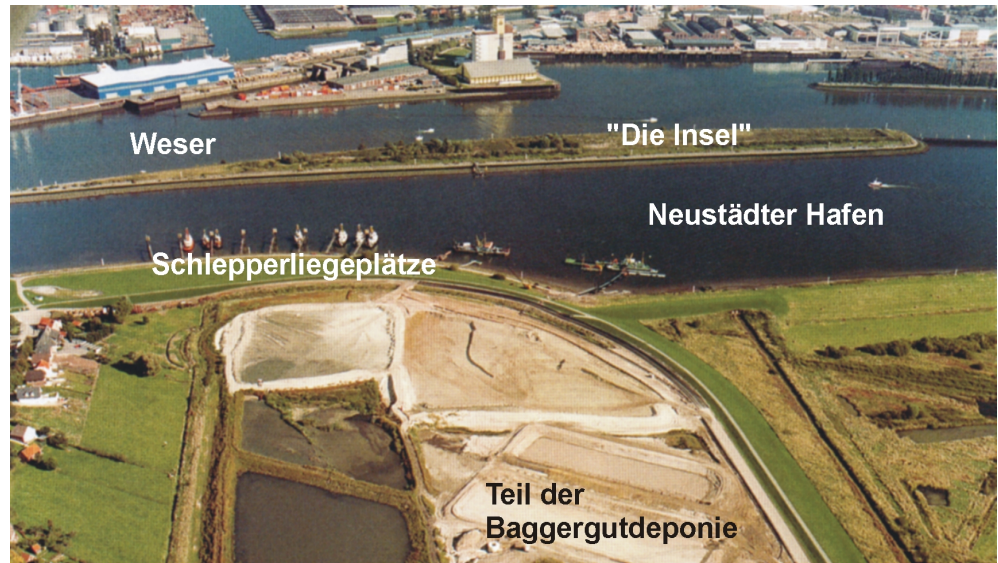 Weser
"Die Insel"
Neustädter Hafen
Schlepperliegeplätze
Teil der
Baggergutdeponie